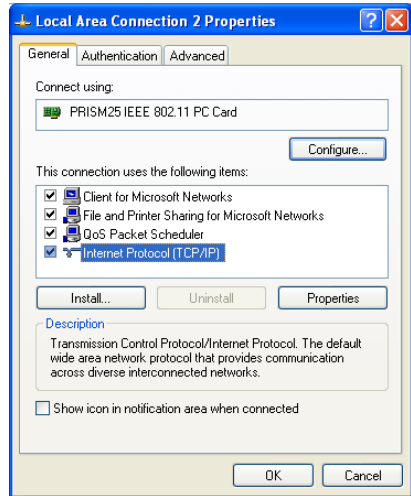 Local Area Connection 2 Properties
General Authentication Advanced
Connect using:
PRISM25 IEEE 802.11 PC Card
Configure...
This connection uses the following items:
Client for Microsoft Networks
File and Printer Sharing for Microsoft Networks
QoS Packet Scheduler
Internet Protocol (TCP/IP)
Install... Uninstall Properties
Description
Transmission Control Protocol/Internet Protocol. The default
wide area network protocol that provides communication
across diverse interconnected networks.
Show icon in notification area when connected
OK Cancel